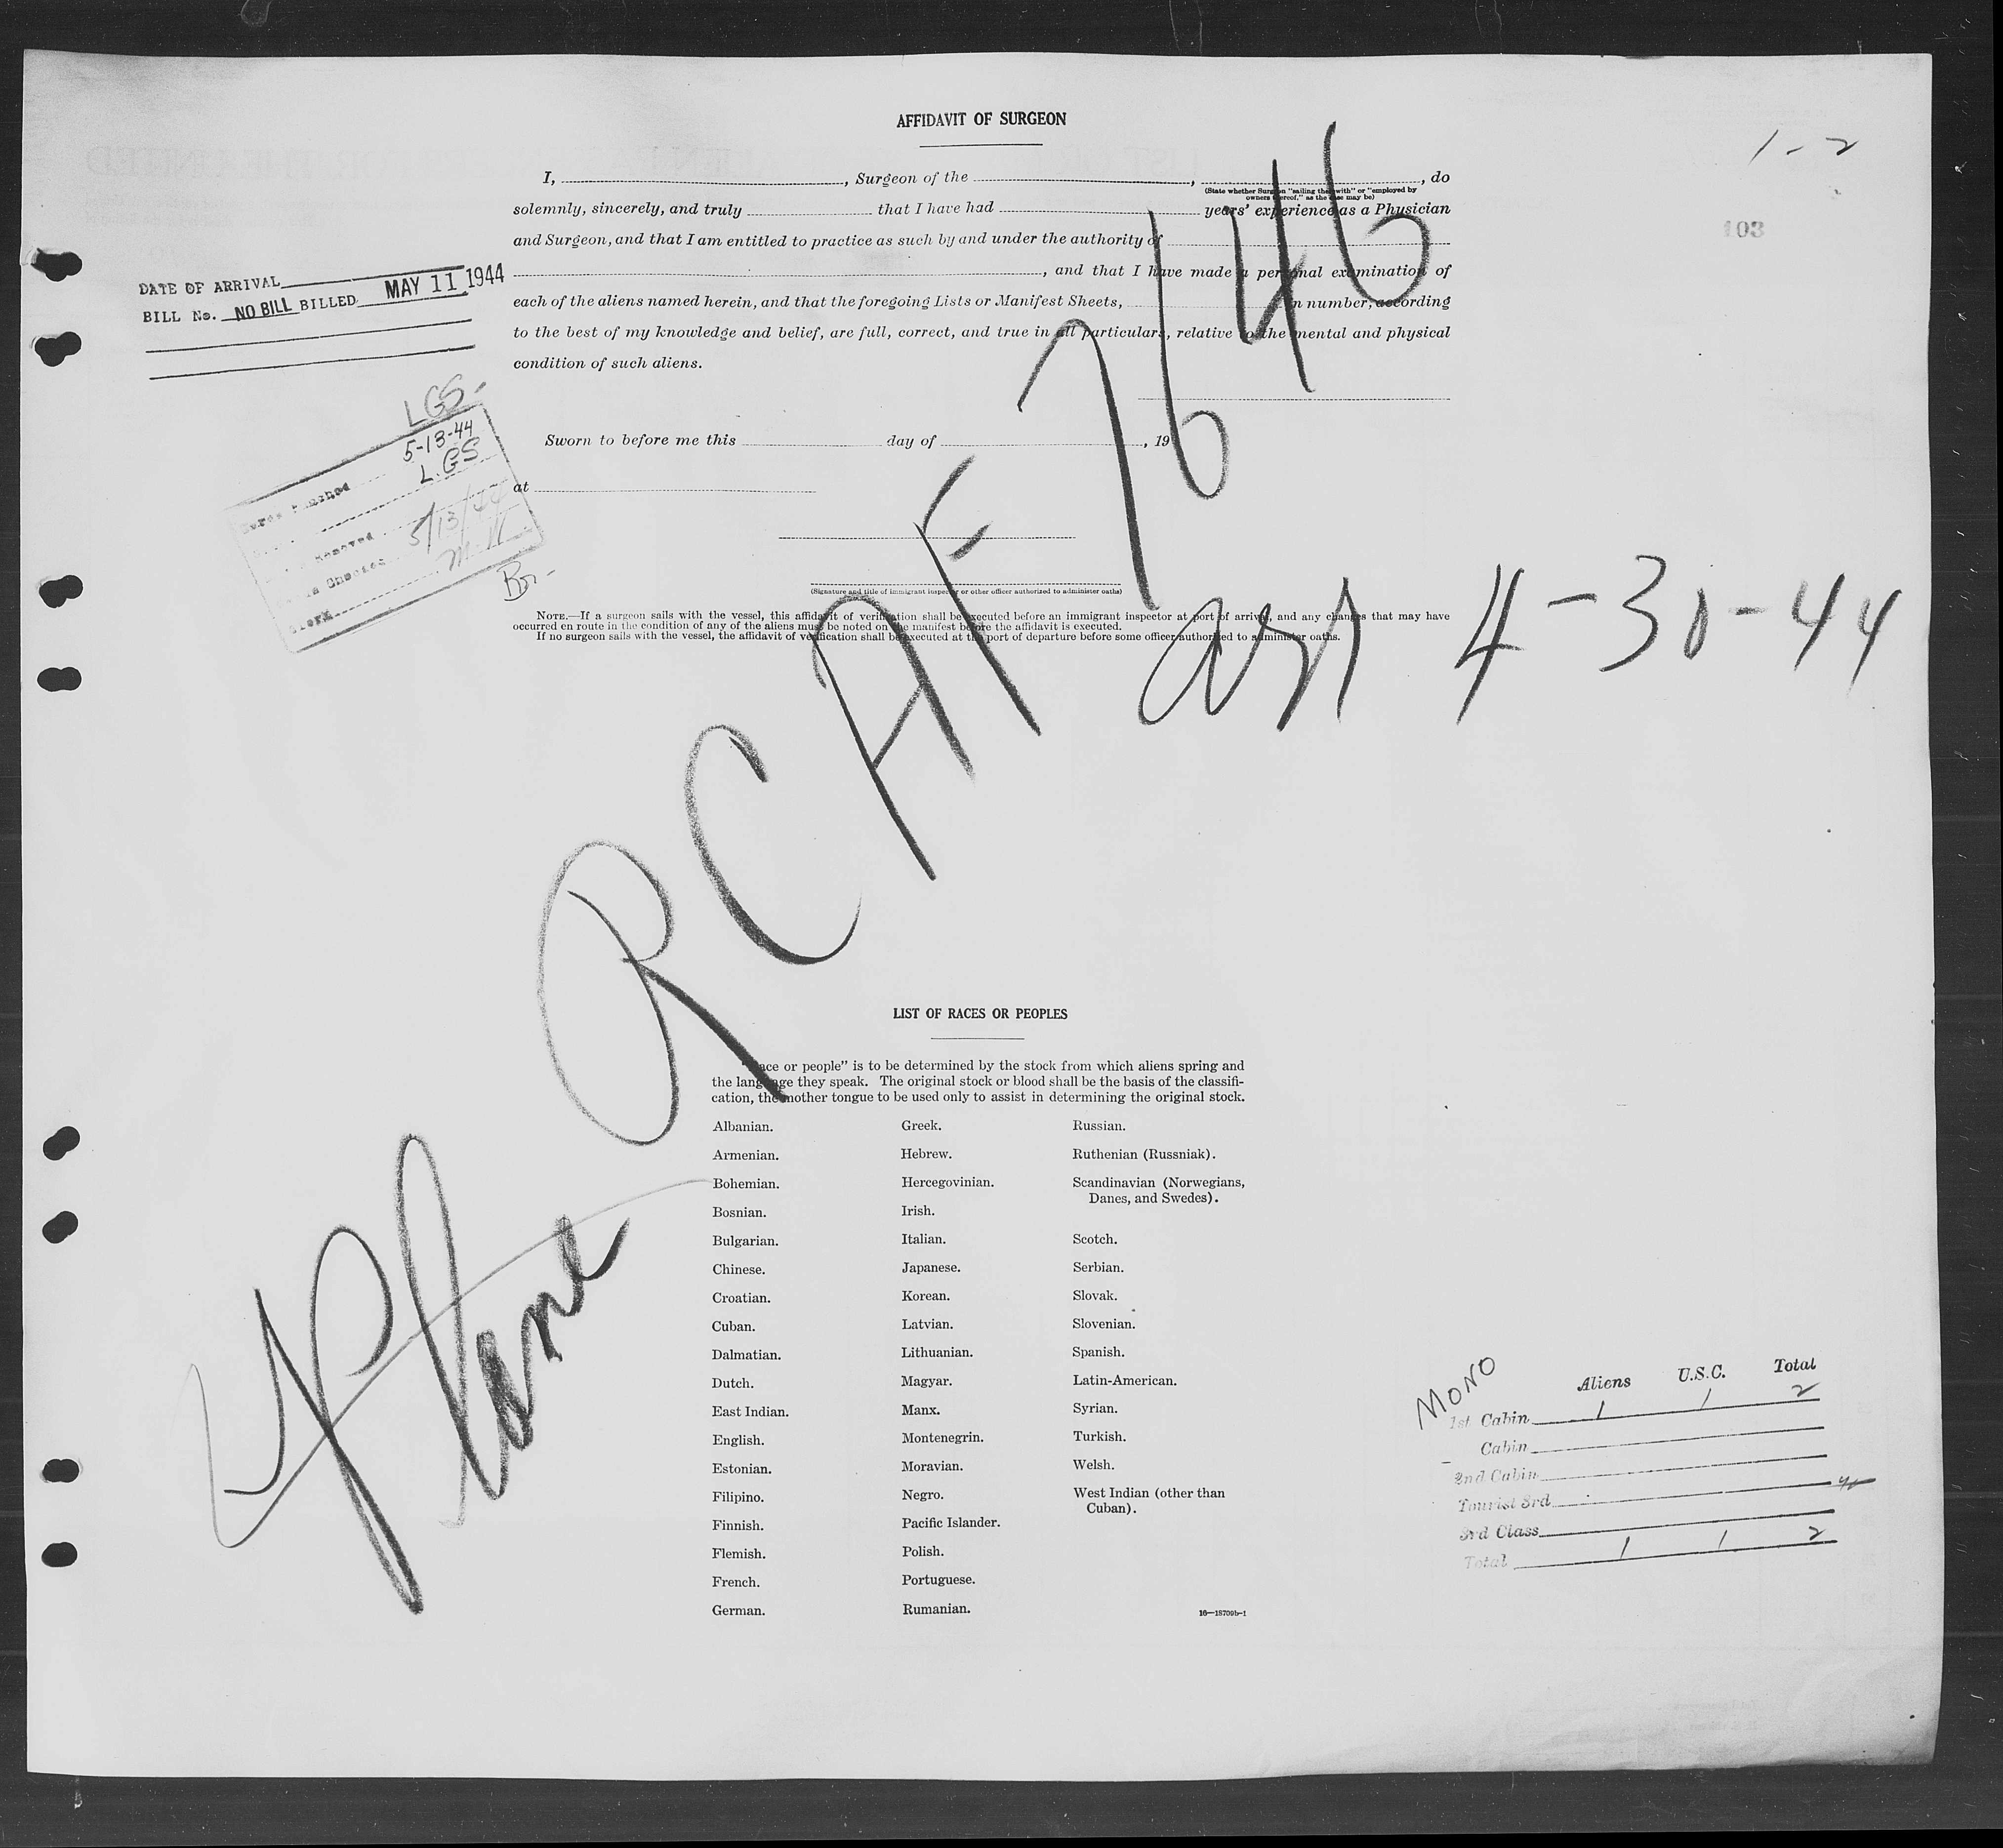 AFFIDAVIT OF SURGEON
1-2
103
I, , Surgeon of the , , do
(State whether Surgeon "sailing therewith" or "employed by
owners thereof," as the case may be)
solemnly, sincerely, and truly that I have had years' experience as a Physician
and Surgeon, and that I am entitled to practice as such by and under the authority of
, and that I have made a personal examination of
each of the aliens named herein, and that the foregoing Lists or Manifest Sheets, in number, according
to the best of my knowledge and belief, are full, correct, and true in all particulars, relative to the mental and physical
condition of such aliens.
DATE OF ARRIVAL MAY 11 1944
BILL No. NO BILL BILLED
LGS-
5-13-44
L.GS
5/13/44
Sworn to before me this day of , 19
at
(Signature and title of immigrant inspector or other officer authorized to administer oaths)
NOTE.—If a surgeon sails with the vessel, this affidavit of verification shall be executed before an immigrant inspector at port of arrival, and any changes that may have
occurred en route in the condition of any of the aliens must be noted on the manifest before the affidavit is executed.
If no surgeon sails with the vessel, the affidavit of verification shall be executed at the port of departure before some officer authorized to administer oaths.
Plane RCAF 7646
arr 4-30-44
LIST OF RACES OR PEOPLES
"Race or people" is to be determined by the stock from which aliens spring and
the language they speak. The original stock or blood shall be the basis of the classifi-
cation, the mother tongue to be used only to assist in determining the original stock.
Albanian.
Armenian.
Bohemian.
Bosnian.
Bulgarian.
Chinese.
Croatian.
Cuban.
Dalmatian.
Dutch.
East Indian.
English.
Estonian.
Filipino.
Finnish.
Flemish.
French.
German.
Greek.
Hebrew.
Hercegovinian.
Irish.
Italian.
Japanese.
Korean.
Latvian.
Lithuanian.
Magyar.
Manx.
Montenegrin.
Moravian.
Negro.
Pacific Islander.
Polish.
Portuguese.
Rumanian.
Russian.
Ruthenian (Russniak).
Scandinavian (Norwegians,
Danes, and Swedes).
Scotch.
Serbian.
Slovak.
Slovenian.
Spanish.
Latin-American.
Syrian.
Turkish.
Welsh.
West Indian (other than
Cuban).
16—18709b-1
MONO
Aliens U.S.C. Total
1st Cabin 1 1 2
Cabin
2nd Cabin
Tourist 3rd
3rd Class
Total 1 1 2